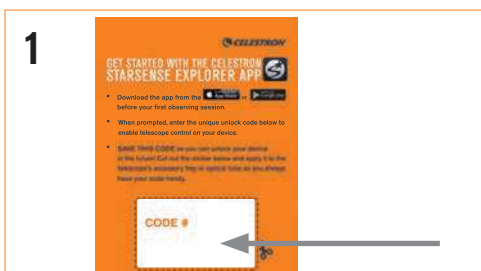 1
CELESTRON
GET STARTED WITH THE CELESTRON
STARSENSE EXPLORER APP
• Download the app from the App Store or Google Play
before your first observing session.
• When prompted, enter the unique unlock code below to
enable telescope control on your device.
• SAVE THIS CODE so you can unlock your device
in the future! Cut out the sticker below and apply it to the
telescope's accessory tray or optical tube so you always
have your code handy.
CODE #